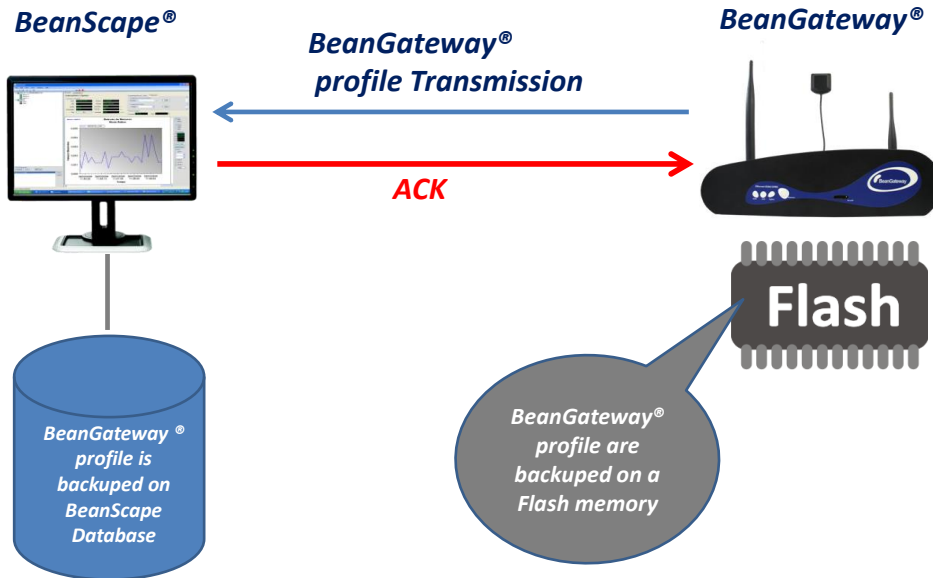 BeanScape®
BeanGateway®
BeanGateway®
profile Transmission
ACK
BeanGateway
Flash
BeanGateway ®
profile is
backuped on
BeanScape
Database
BeanGateway®
profile are
backuped on a
Flash memory